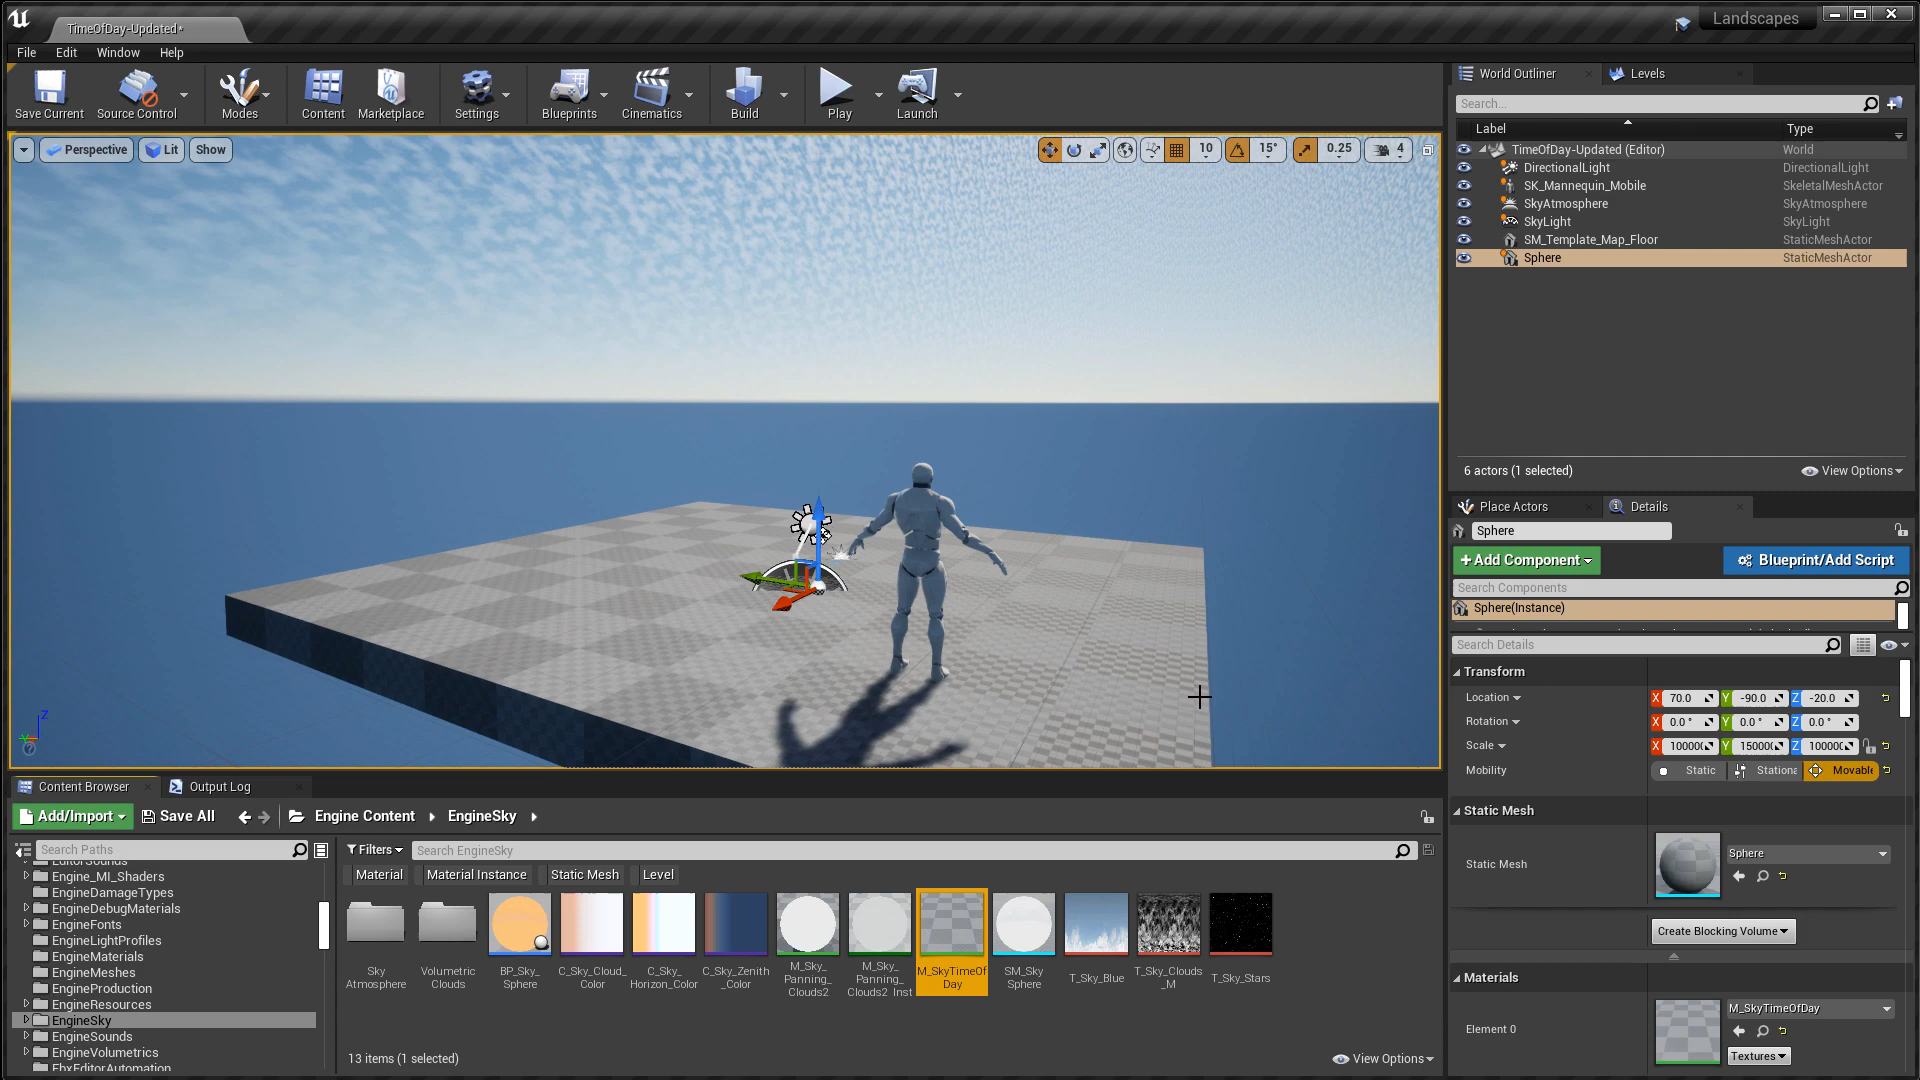 TimeOfDay-Updated*
Landscapes
File Edit Window Help
Save Current Source Control Modes Content Marketplace Settings Blueprints Cinematics Build Play Launch
Perspective Lit Show
10 15° 0.25 4
World Outliner Levels
Search...
Label Type
TimeOfDay-Updated (Editor) World
DirectionalLight DirectionalLight
SK_Mannequin_Mobile SkeletalMeshActor
SkyAtmosphere SkyAtmosphere
SkyLight SkyLight
SM_Template_Map_Floor StaticMeshActor
Sphere StaticMeshActor
6 actors (1 selected) View Options
Place Actors Details
Sphere
+Add Component Blueprint/Add Script
Search Components
Sphere(Instance)
Search Details
Transform
Location X 70.0 Y -90.0 Z -20.0
Rotation X 0.0° Y 0.0° Z 0.0°
Scale X 10000( Y 15000( Z 10000(
Mobility Static Stationa Movable
Static Mesh
Static Mesh Sphere
Create Blocking Volume
Materials
Element 0 M_SkyTimeOfDay
Textures
Z
Y
Content Browser Output Log
Add/Import Save All Engine Content EngineSky
Search Paths
EditorSounds
Engine_MI_Shaders
EngineDamageTypes
EngineDebugMaterials
EngineFonts
EngineLightProfiles
EngineMaterials
EngineMeshes
EngineProduction
EngineResources
EngineSky
EngineSounds
EngineVolumetrics
FbxEditorAutomation
Filters Search EngineSky
Material Material Instance Static Mesh Level
Sky
Atmosphere
Volumetric
Clouds
BP_Sky_
Sphere
C_Sky_Cloud_
Color
C_Sky_
Horizon_Color
C_Sky_Zenith
_Color
M_Sky_
Panning_
Clouds2
M_Sky_
Panning_
Clouds2_Inst
M_SkyTimeOf
Day
SM_Sky
Sphere
T_Sky_Blue
T_Sky_Clouds
_M
T_Sky_Stars
13 items (1 selected) View Options